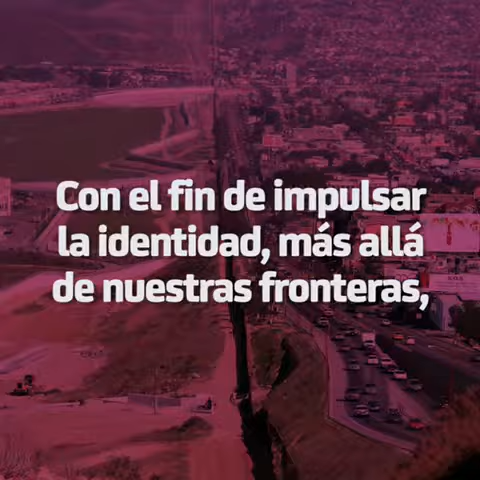 Con el fin de impulsar
la identidad, más allá
de nuestras fronteras,